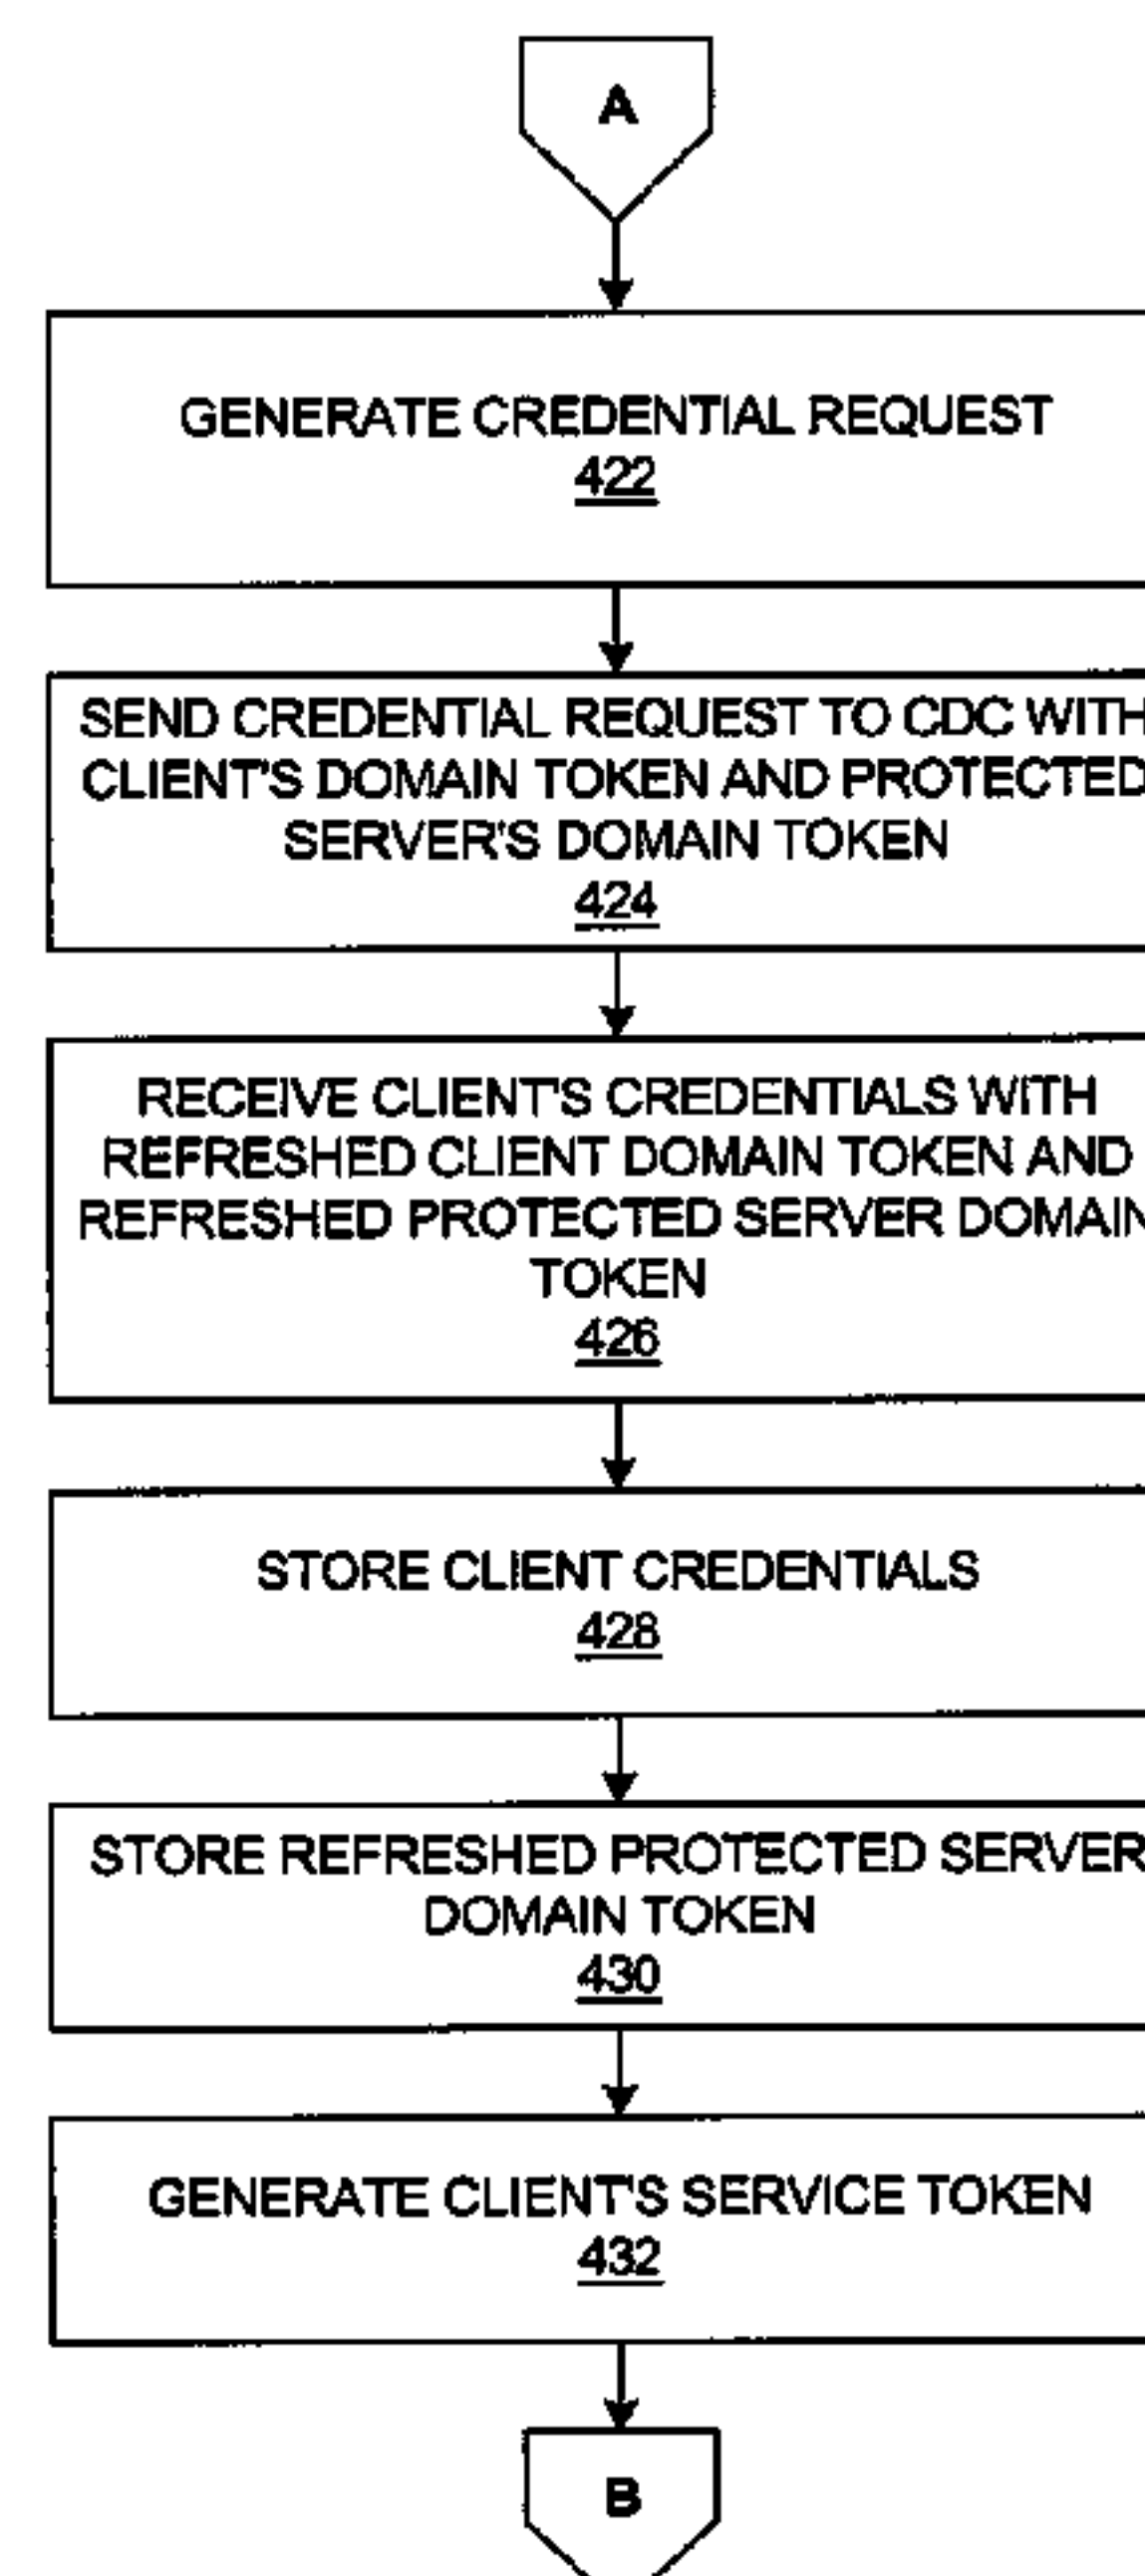 A
GENERATE CREDENTIAL REQUEST
422
SEND CREDENTIAL REQUEST TO CDC WITH
CLIENT'S DOMAIN TOKEN AND PROTECTED
SERVER'S DOMAIN TOKEN
424
RECEIVE CLIENT'S CREDENTIALS WITH
REFRESHED CLIENT DOMAIN TOKEN AND
REFRESHED PROTECTED SERVER DOMAIN
TOKEN
426
STORE CLIENT CREDENTIALS
428
STORE REFRESHED PROTECTED SERVER
DOMAIN TOKEN
430
GENERATE CLIENT'S SERVICE TOKEN
432
B